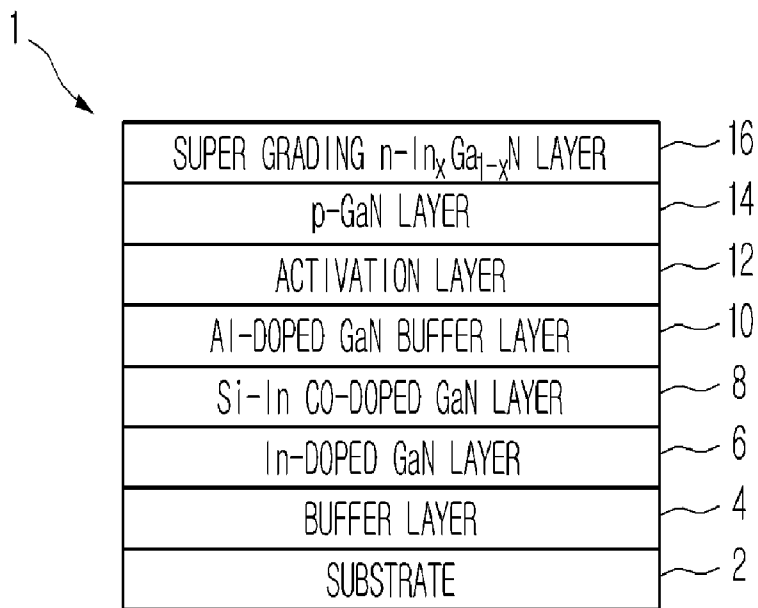 1
SUPER GRADING n-InxGa1-xN LAYER 16
p-GaN LAYER 14
ACTIVATION LAYER 12
Al-DOPED GaN BUFFER LAYER 10
Si-In CO-DOPED GaN LAYER 8
In-DOPED GaN LAYER 6
BUFFER LAYER 4
SUBSTRATE 2